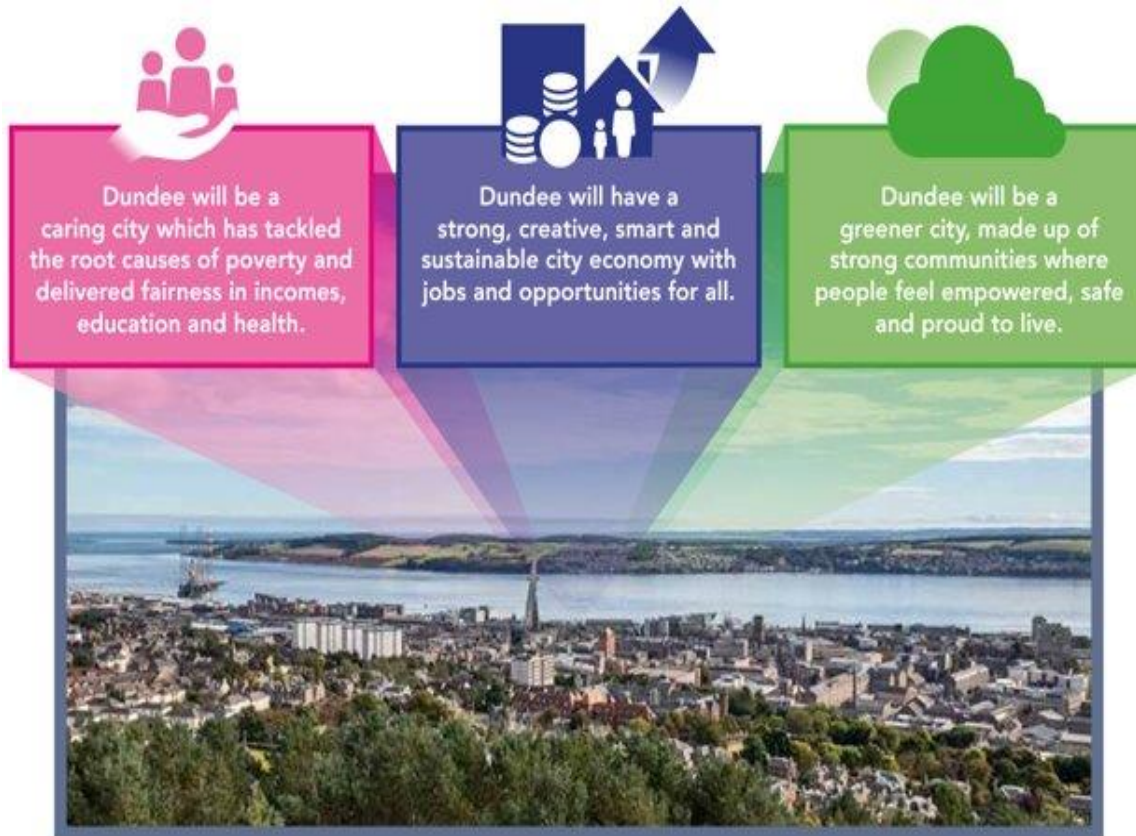 Dundee will be a
caring city which has tackled
the root causes of poverty and
delivered fairness in incomes,
education and health.
Dundee will have a
strong, creative, smart and
sustainable city economy with
jobs and opportunities for all.
Dundee will be a
greener city, made up of
strong communities where
people feel empowered, safe
and proud to live.